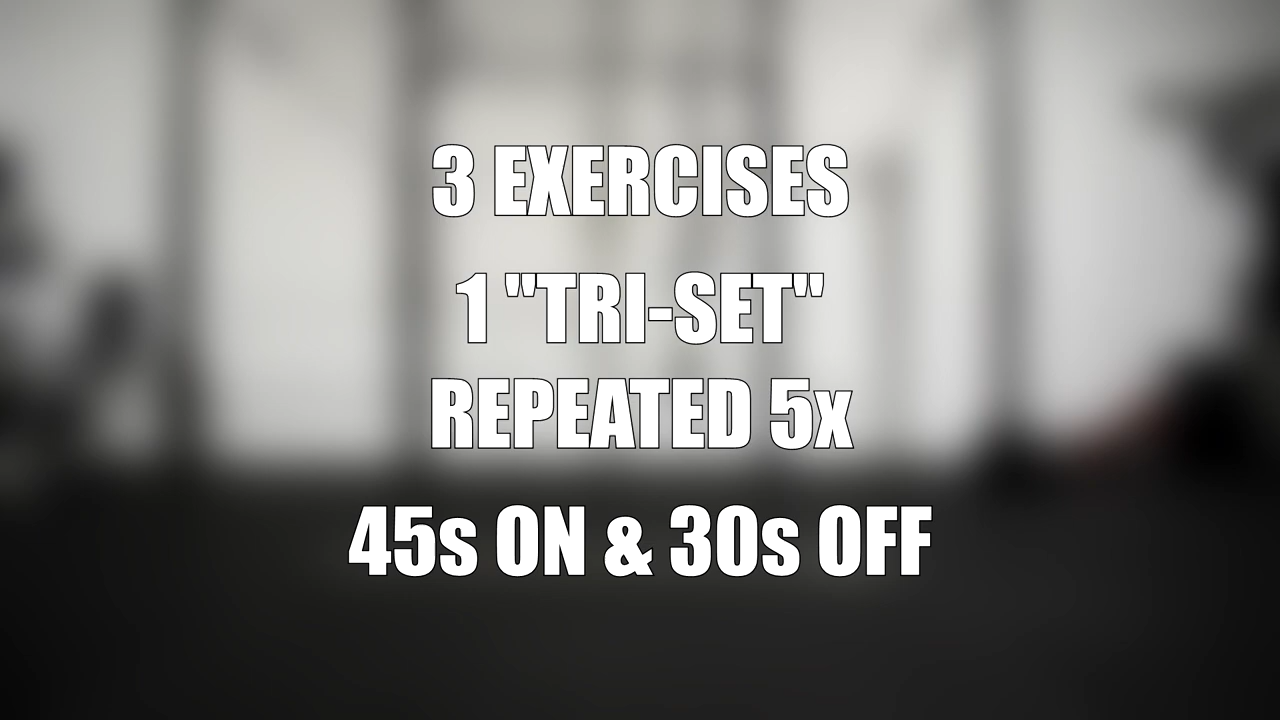 3 EXERCISES
1 "TRI-SET"
REPEATED 5x
45s ON & 30s OFF